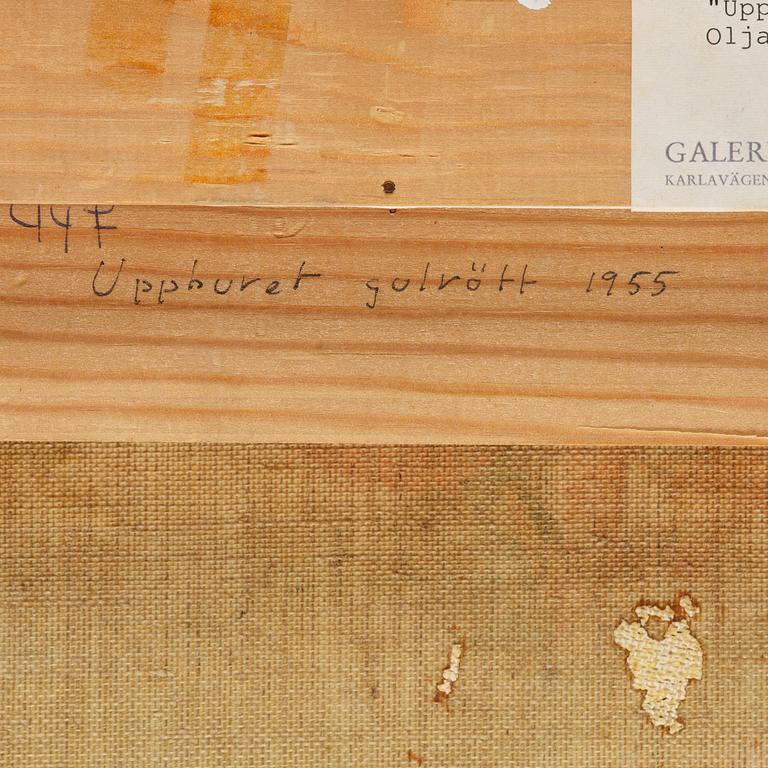 "Upp
Olja
GALER
KARLAVÄGEN
447
Uppburet gulrött 1955